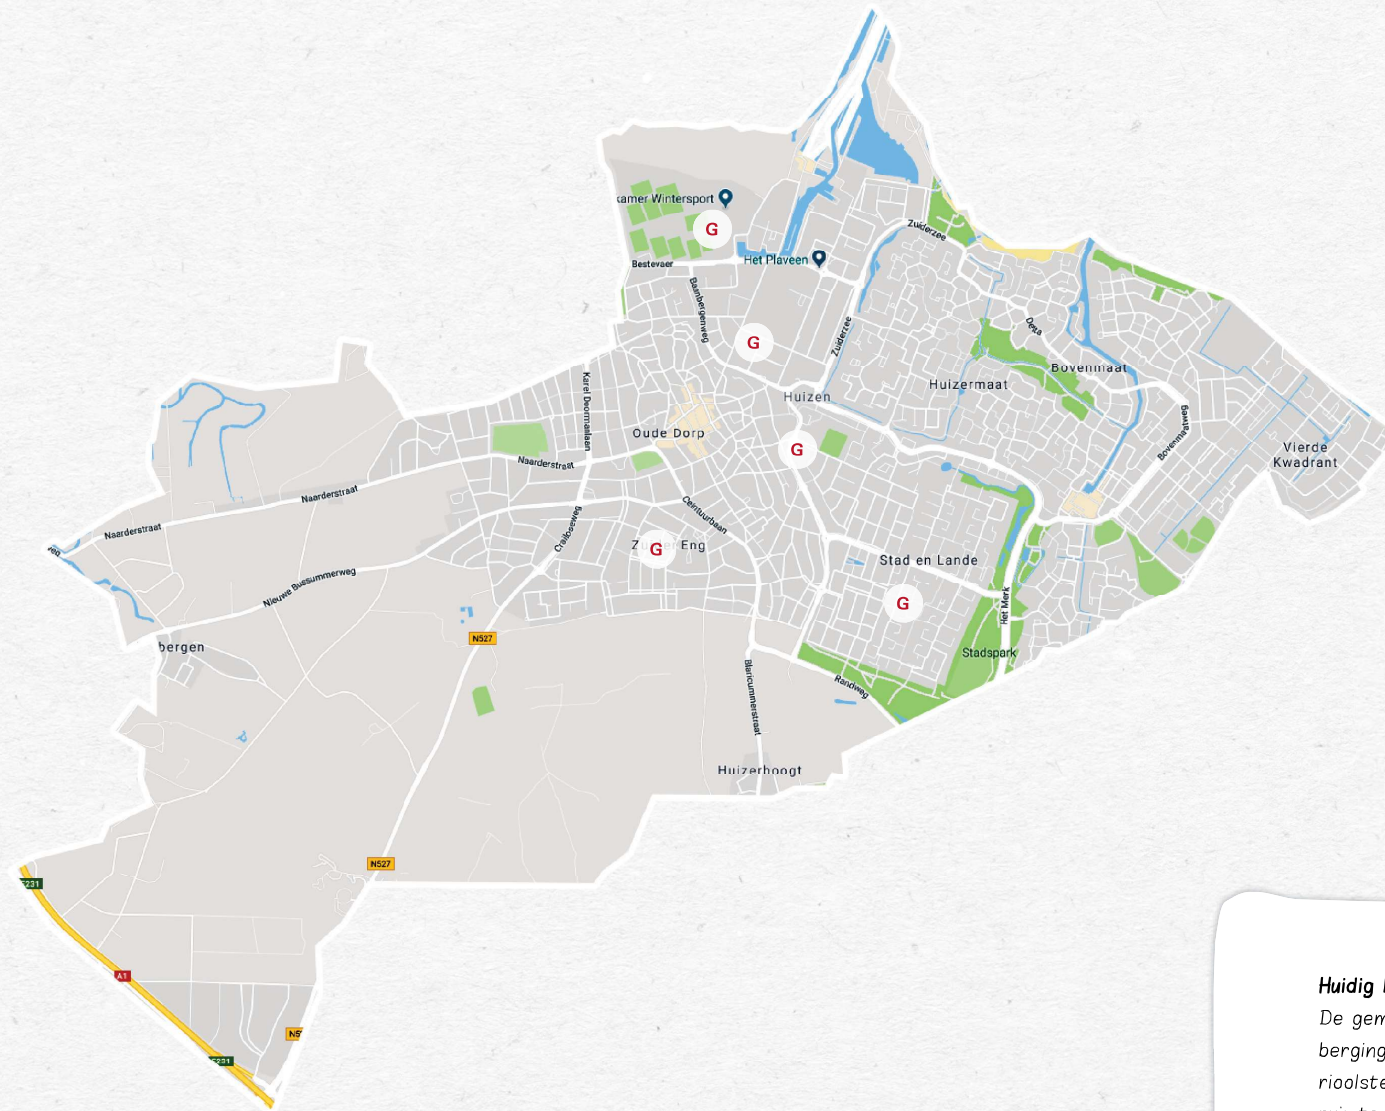 kamer Wintersport
G
Zuiderzee
Het Plaveen
Bestevaer
Baambergenweg
Delta
Zuiderzee
G
Bovenmaat
Huizermaat
Huizen
Karel Doormanlaan
Oude Dorp
Bovenmaatweg
G
Vierde
Kwadrant
Naarderstraat
Naarderstraat
Naarderstraat
Ceintuurbaan
Crailoseweg
G
Eng
Stad en Lande
Nieuwe Bussummerweg
G
Het Merk
N527
bergen
Stadspark
Randweg
Blaricummerstraat
Huizerhoogt
N527
E231
A1
N5
E231
Huidig
De gem
berging
rioolste